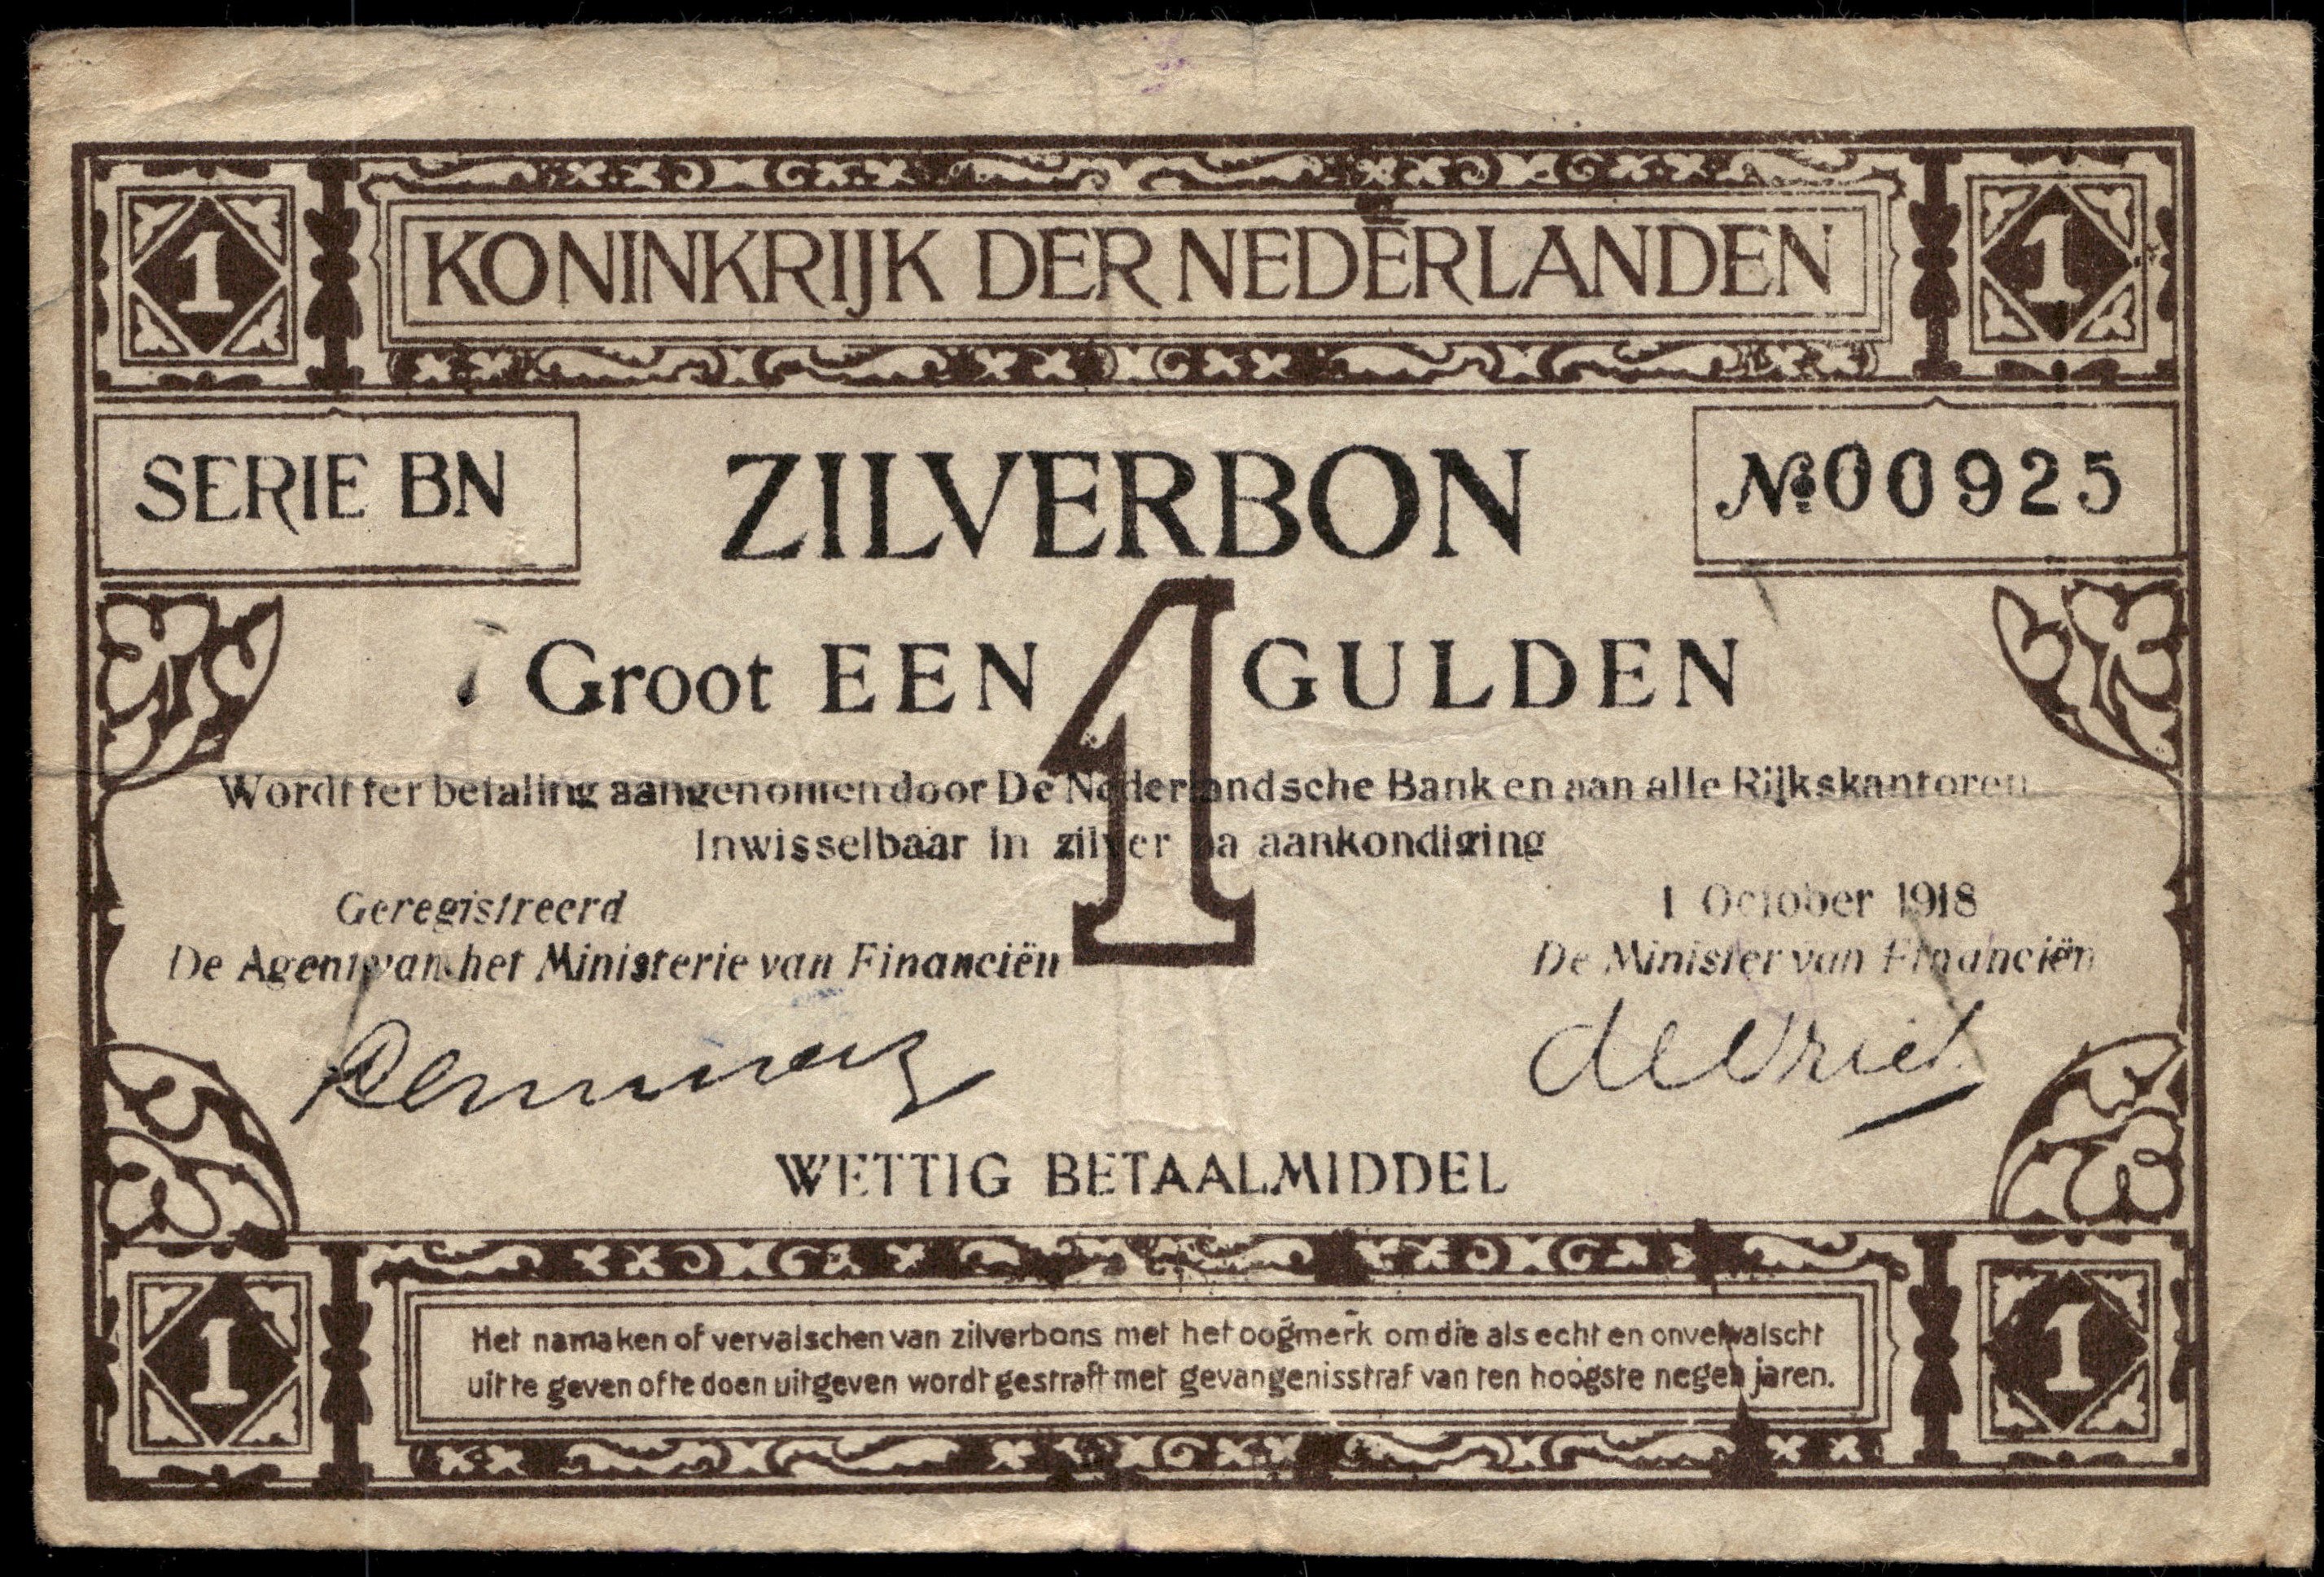 1 KONINKRIJK DER NEDERLANDEN 1
SERIE BN ZILVERBON № 00925
Groot EEN 1 GULDEN
Wordt ter betaling aangenomen door De Nederlandsche Bank en aan alle Rijkskantoren
Inwisselbaar in zilver na aankondiging
Geregistreerd 1 October 1918
De Agent van het Ministerie van Financiën De Minister van Financiën
de Vries
WETTIG BETAALMIDDEL
1 1
Het namaken of vervalschen van zilverbons met het oogmerk om die als echt en onvervalscht
uit te geven of te doen uitgeven wordt gestraft met gevangenisstraf van ten hoogste negen jaren.